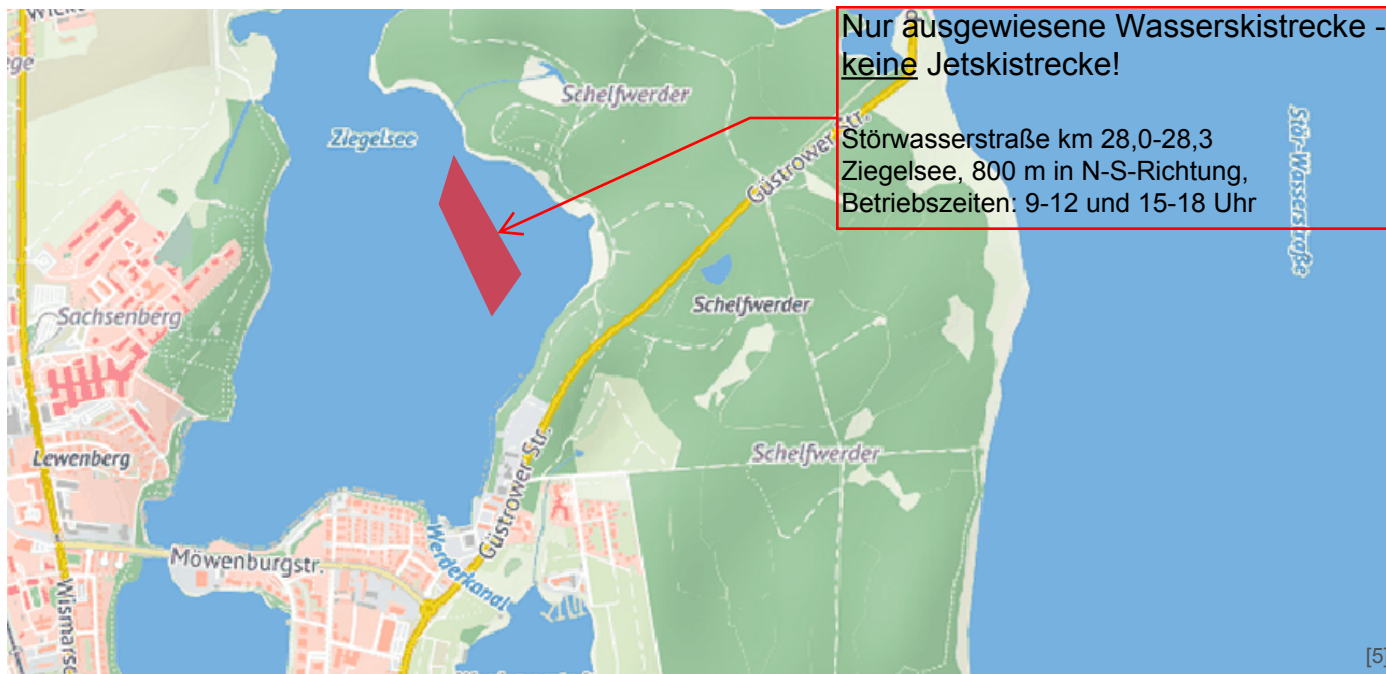 Nur ausgewiesene Wasserskistrecke -
keine Jetskistrecke!
Störwasserstraße km 28,0-28,3
Ziegelsee, 800 m in N-S-Richtung,
Betriebszeiten: 9-12 und 15-18 Uhr
Schelfwerder
Ziegelsee
Güstrower Str.
Stör-Wasserstraße
Schelfwerder
Sachsenberg
Schelfwerder
Lewenberg
Güstrower Str.
Werderkanal
Möwenburgstr.
Wismarsc
[5]